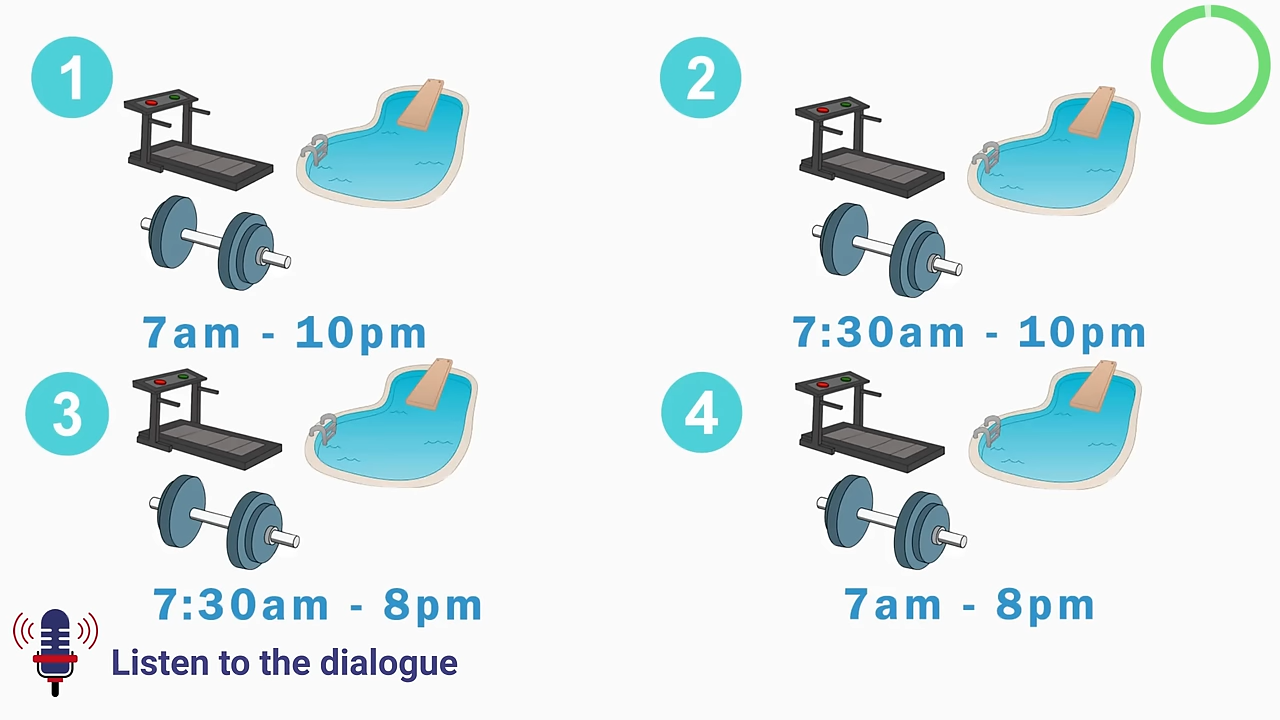 1
2
7am - 10pm
7:30am - 10pm
3
4
7:30am - 8pm
7am - 8pm
Listen to the dialogue